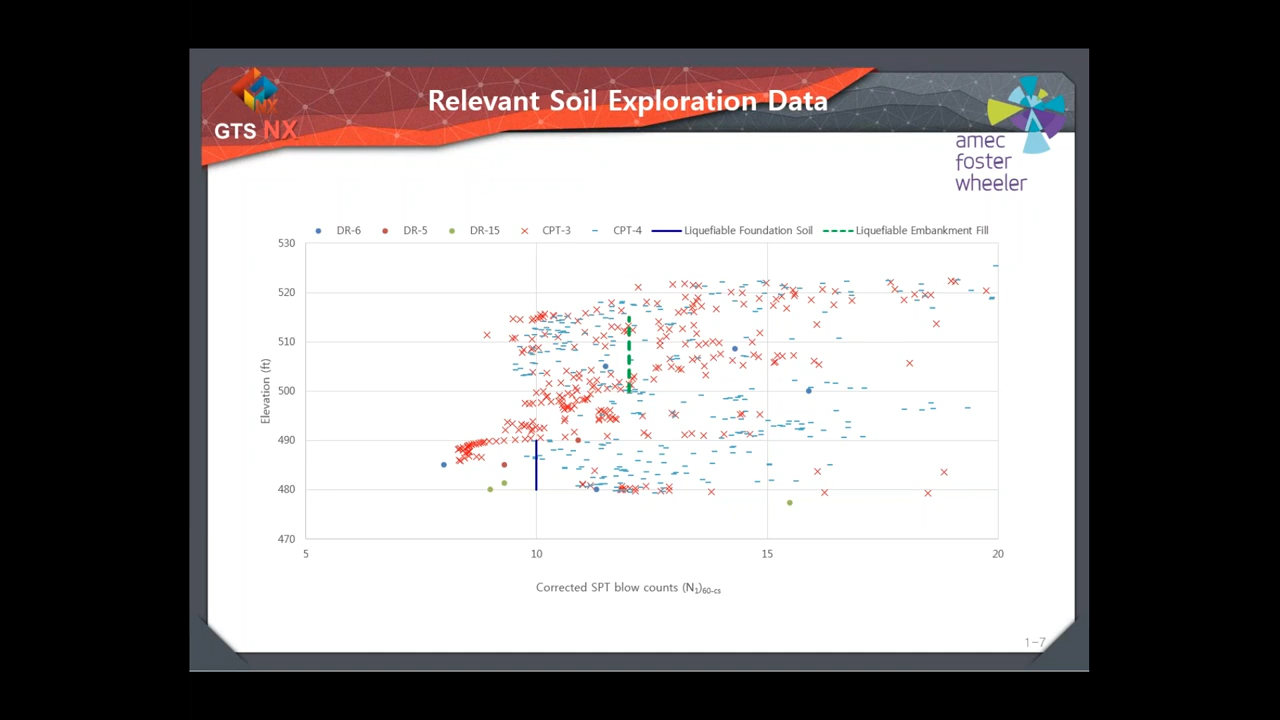 Relevant Soil Exploration Data
NX
GTS NX
amec
foster
wheeler
DR-6 DR-5 DR-15 CPT-3 CPT-4 Liquefiable Foundation Soil Liquefiable Embankment Fill
530
520
510
500
490
480
470
Elevation (ft)
5 10 15 20
Corrected SPT blow counts (N1)60-cs
1-7